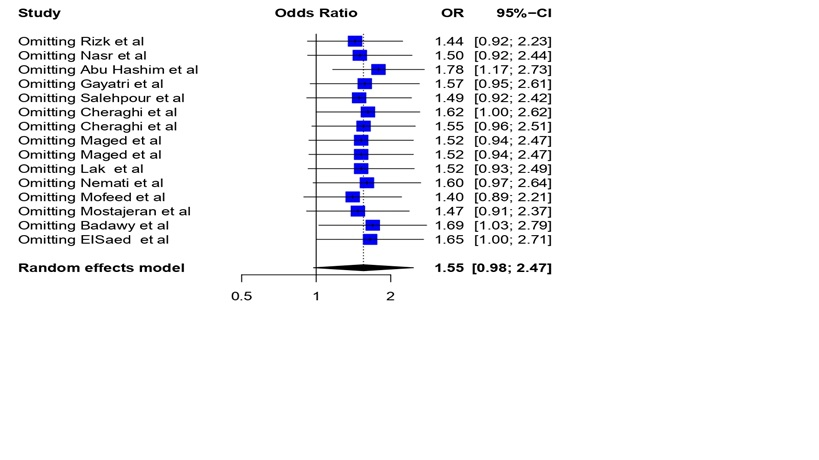 Study Odds Ratio OR 95%−CI
Omitting Rizk et al 1.44 [0.92; 2.23]
Omitting Nasr et al 1.50 [0.92; 2.44]
Omitting Abu Hashim et al 1.78 [1.17; 2.73]
Omitting Gayatri et al 1.57 [0.95; 2.61]
Omitting Salehpour et al 1.49 [0.92; 2.42]
Omitting Cheraghi et al 1.62 [1.00; 2.62]
Omitting Cheraghi et al 1.55 [0.96; 2.51]
Omitting Maged et al 1.52 [0.94; 2.47]
Omitting Maged et al 1.52 [0.94; 2.47]
Omitting Lak et al 1.52 [0.93; 2.49]
Omitting Nemati et al 1.60 [0.97; 2.64]
Omitting Mofeed et al 1.40 [0.89; 2.21]
Omitting Mostajeran et al 1.47 [0.91; 2.37]
Omitting Badawy et al 1.69 [1.03; 2.79]
Omitting ElSaed et al 1.65 [1.00; 2.71]
Random effects model 1.55 [0.98; 2.47]
0.5 1 2